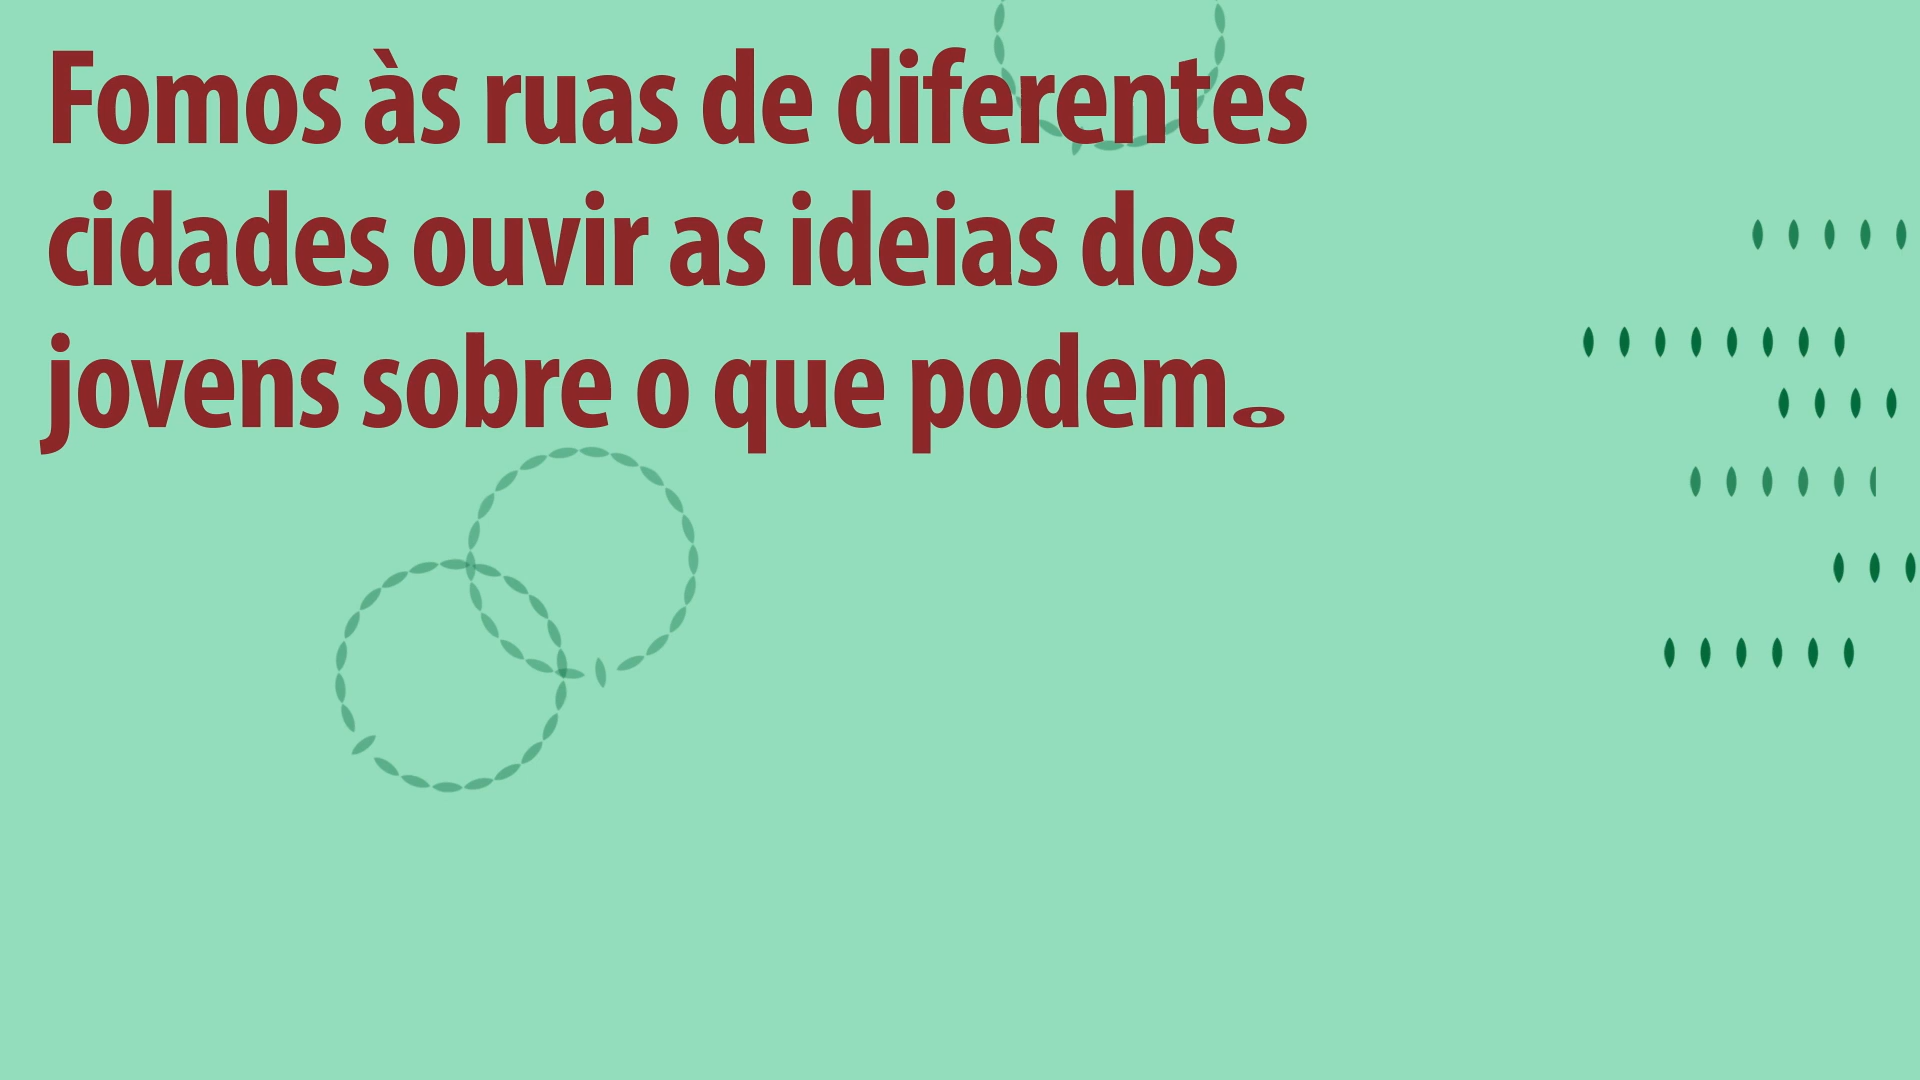 Fomos às ruas de diferentes
cidades ouvir as ideias dos
jovens sobre o que podem.